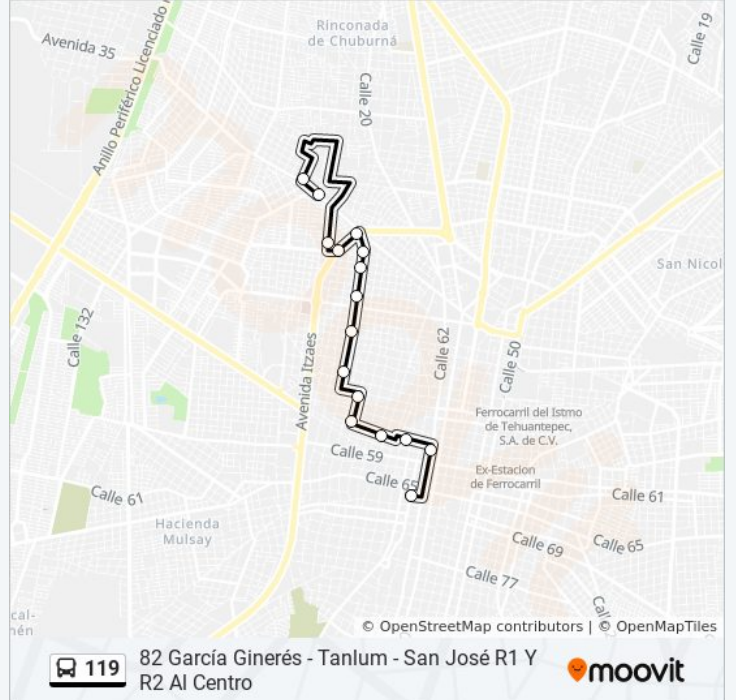 Rinconada
de Chuburná
Avenida 35
Calle 19
Calle 20
Anillo Periférico Licenciado
San Nicol
Calle 132
Calle 62
Calle 50
Avenida Itzaes
Ferrocarril del Istmo
de Tehuantepec,
S.A. de C.V.
Calle 59
Calle 65
Ex-Estacion
de Ferrocarril
Calle 61
Calle 61
Hacienda
Mulsay
Calle 69
Calle 65
Calle 77
Calle
cal-
hén
© OpenStreetMap contributors | © OpenMapTiles
119
82 García Ginerés - Tanlum - San José R1 Y
R2 Al Centro
moovit